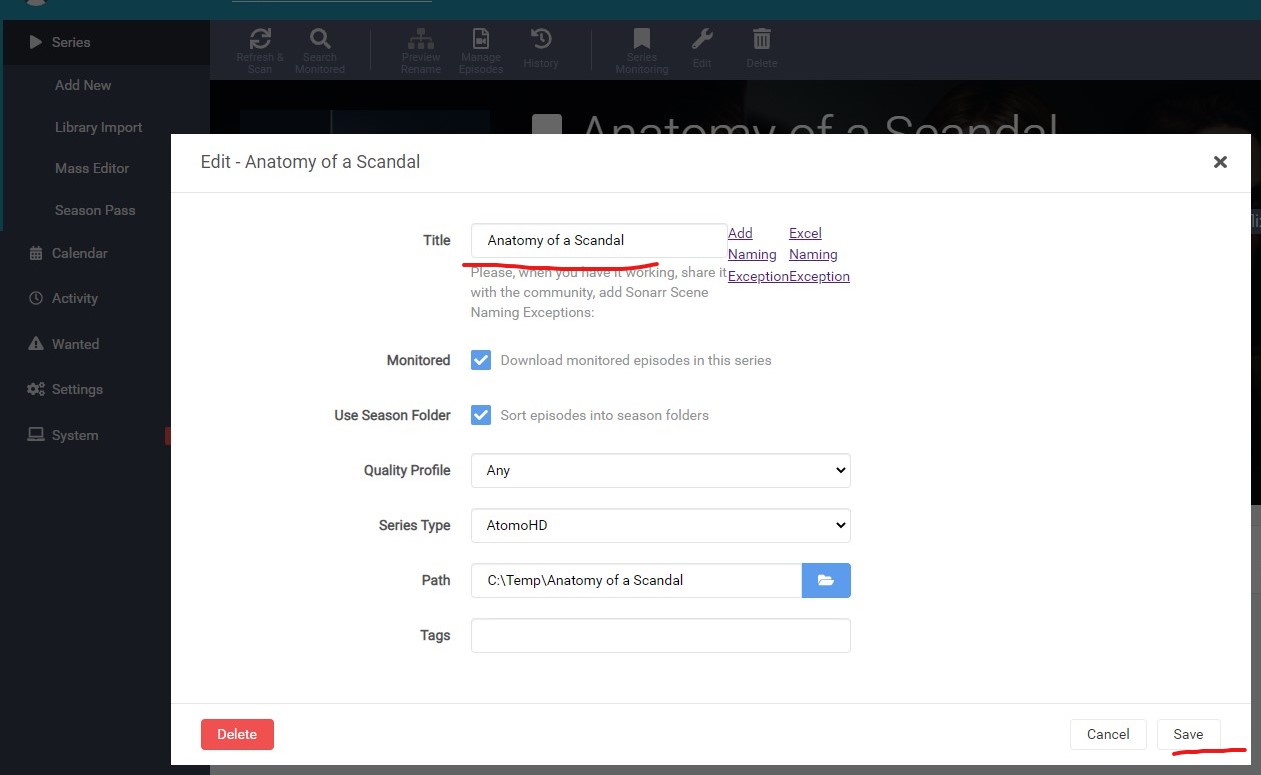 Series
Add New
Library Import
Mass Editor
Season Pass
Calendar
Activity
Wanted
Settings
System
Refresh &
Scan
Search
Monitored
Preview
Rename
Manage
Episodes
History
Series
Monitoring
Edit
Delete
Anatomy of a Scandal
Edit - Anatomy of a Scandal
Title
Anatomy of a Scandal
Add
Naming
Exception
Excel
Naming
Exception
Please, when you have it working, share it
with the community, add Sonarr Scene
Naming Exceptions:
Monitored
Download monitored episodes in this series
Use Season Folder
Sort episodes into season folders
Quality Profile
Any
Series Type
AtomoHD
Path
C:\Temp\Anatomy of a Scandal
Tags
Delete
Cancel
Save